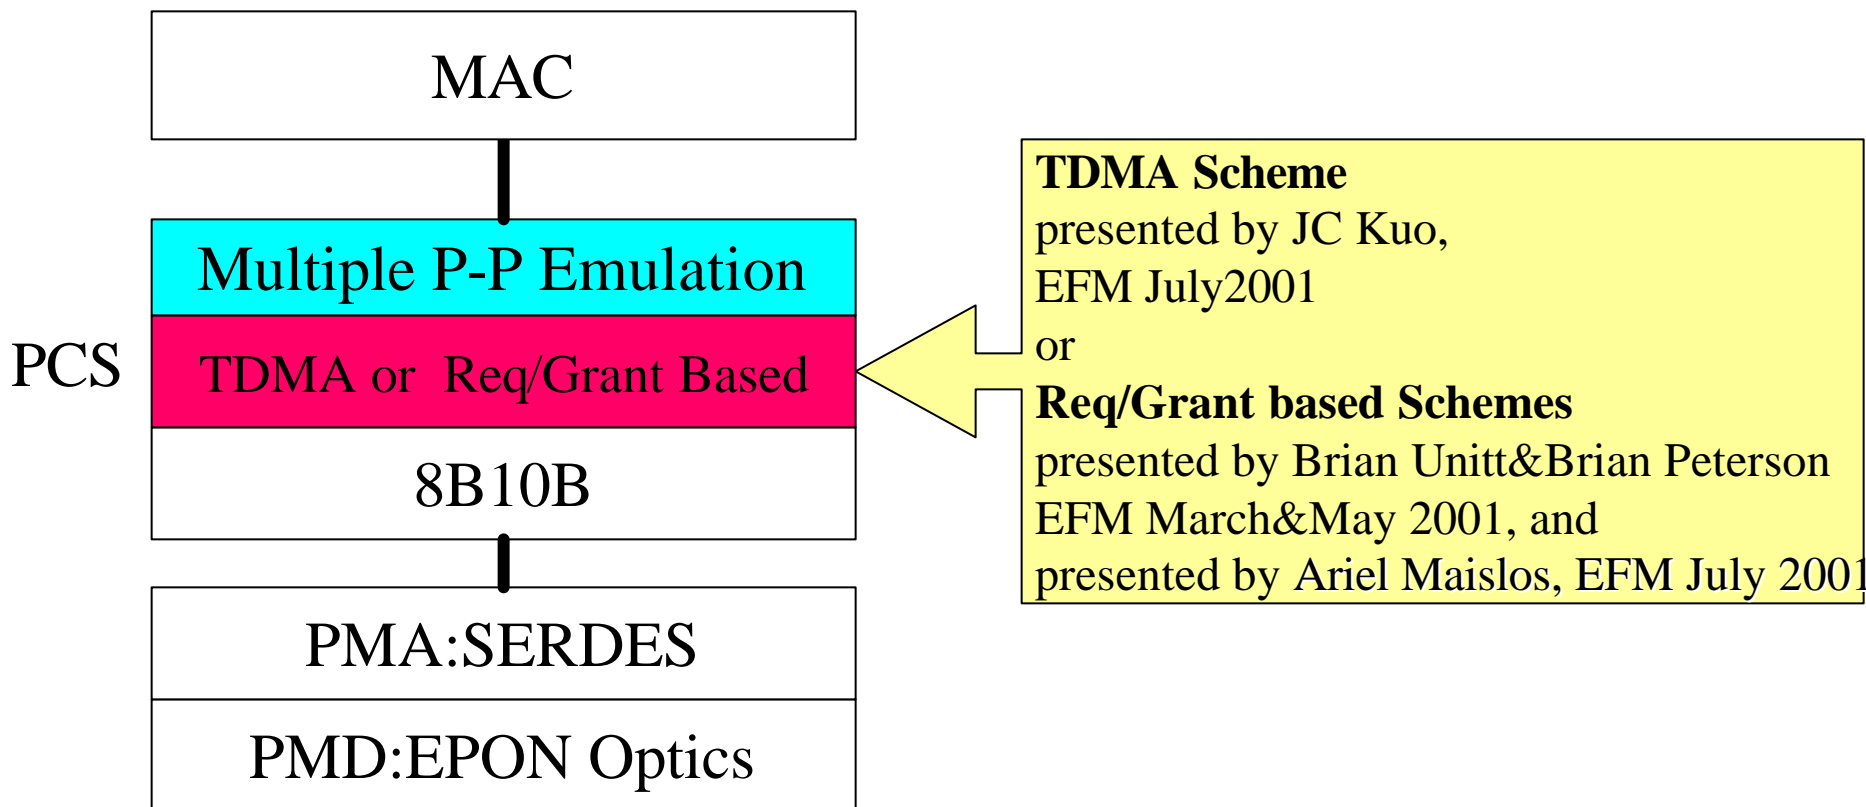 MAC
Multiple P-P Emulation
PCS
TDMA or Req/Grant Based
8B10B
PMA:SERDES
PMD:EPON Optics
TDMA Scheme
presented by JC Kuo,
EFM July2001
or
Req/Grant based Schemes
presented by Brian Unitt&Brian Peterson
EFM March&May 2001, and
presented by Ariel Maislos, EFM July 2001